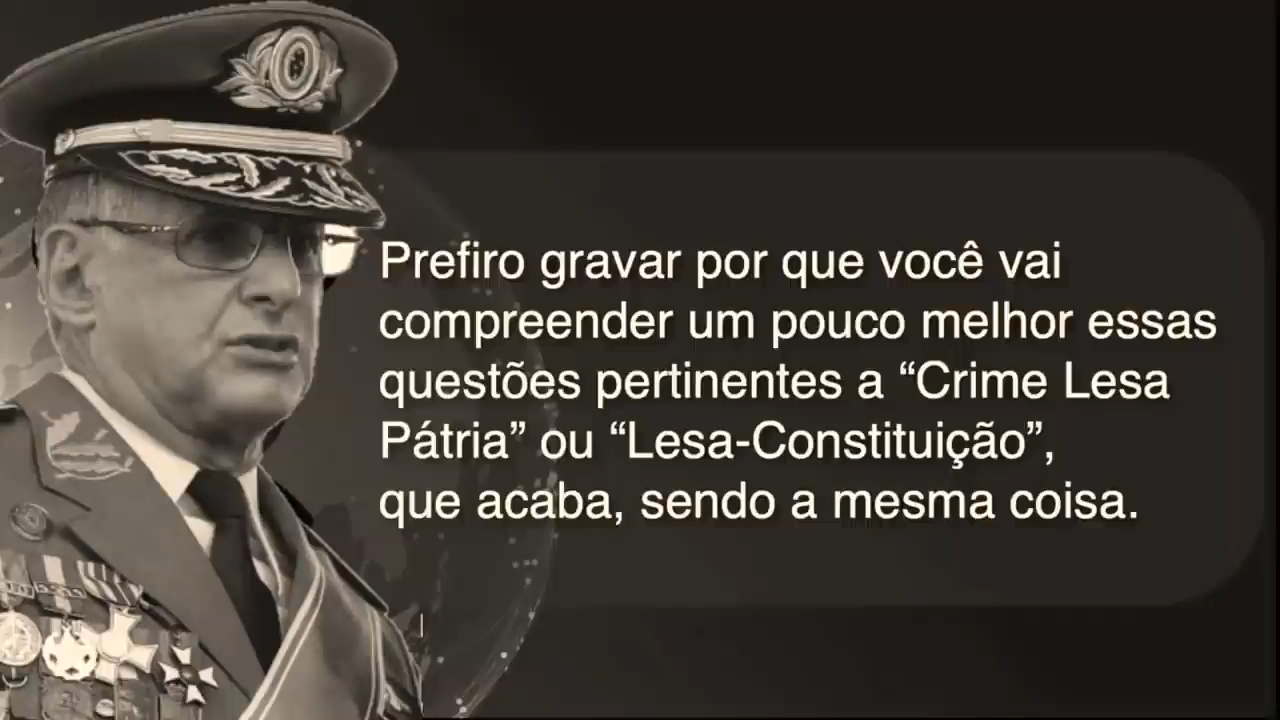 Prefiro gravar por que você vai
compreender um pouco melhor essas
questões pertinentes a “Crime Lesa
Pátria” ou “Lesa-Constituição”,
que acaba, sendo a mesma coisa.